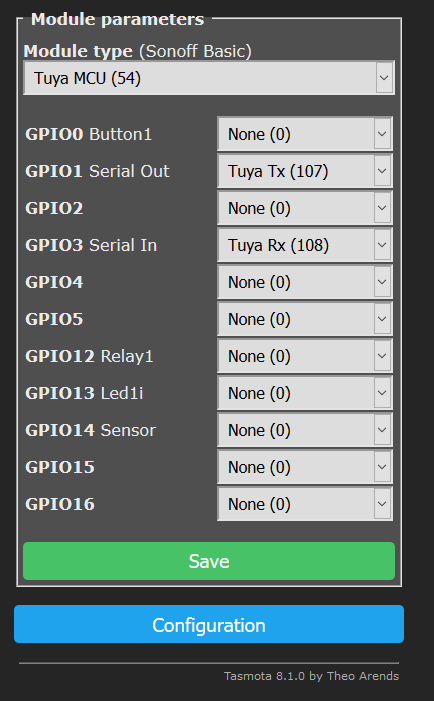 Module parameters
Module type (Sonoff Basic)
Tuya MCU (54)
GPIO0 Button1 None (0)
GPIO1 Serial Out Tuya Tx (107)
GPIO2 None (0)
GPIO3 Serial In Tuya Rx (108)
GPIO4 None (0)
GPIO5 None (0)
GPIO12 Relay1 None (0)
GPIO13 Led1i None (0)
GPIO14 Sensor None (0)
GPIO15 None (0)
GPIO16 None (0)
Save
Configuration
Tasmota 8.1.0 by Theo Arends